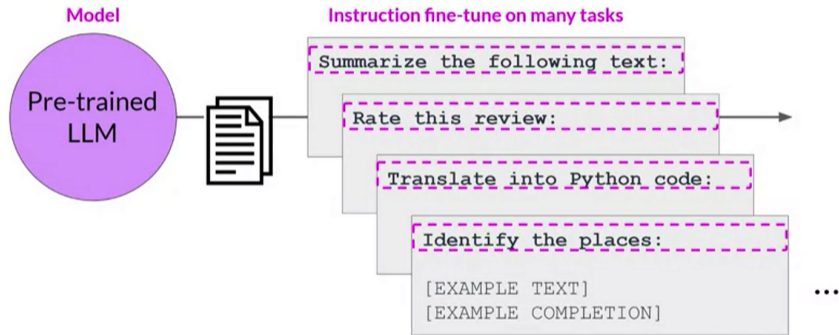 Model
Instruction fine-tune on many tasks
Pre-trained
LLM
Summarize the following text:
Rate this review:
Translate into Python code:
Identify the places:
[EXAMPLE TEXT]
[EXAMPLE COMPLETION]
...